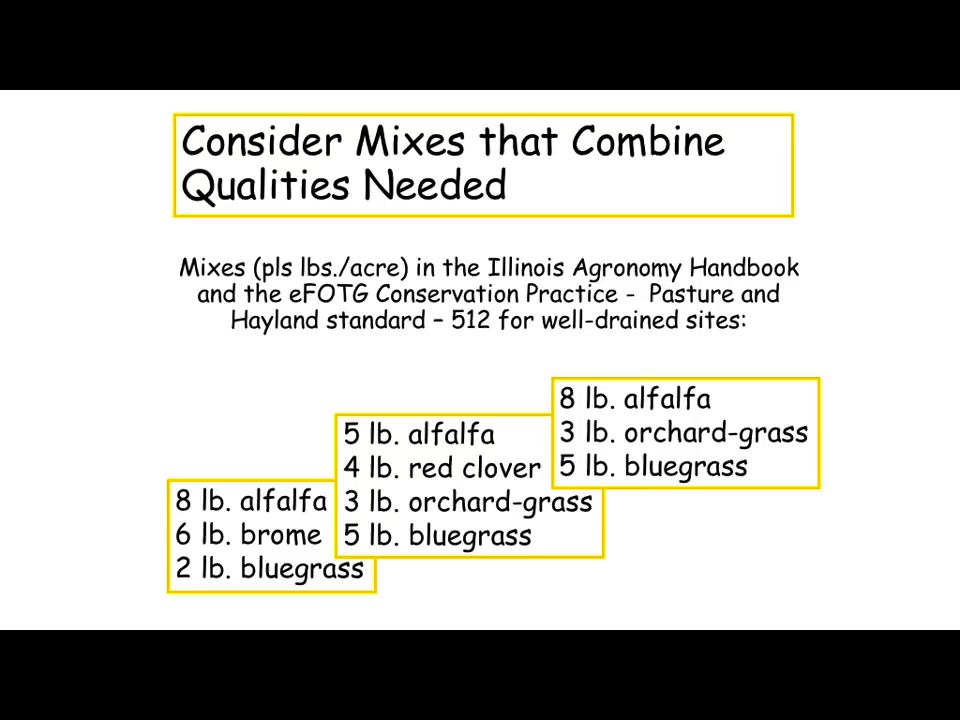 Consider Mixes that Combine
Qualities Needed
Mixes (pls lbs./acre) in the Illinois Agronomy Handbook
and the eFOTG Conservation Practice - Pasture and
Hayland standard – 512 for well-drained sites:
8 lb. alfalfa
6 lb. brome
2 lb. bluegrass
5 lb. alfalfa
4 lb. red clover
3 lb. orchard-grass
5 lb. bluegrass
8 lb. alfalfa
3 lb. orchard-grass
5 lb. bluegrass